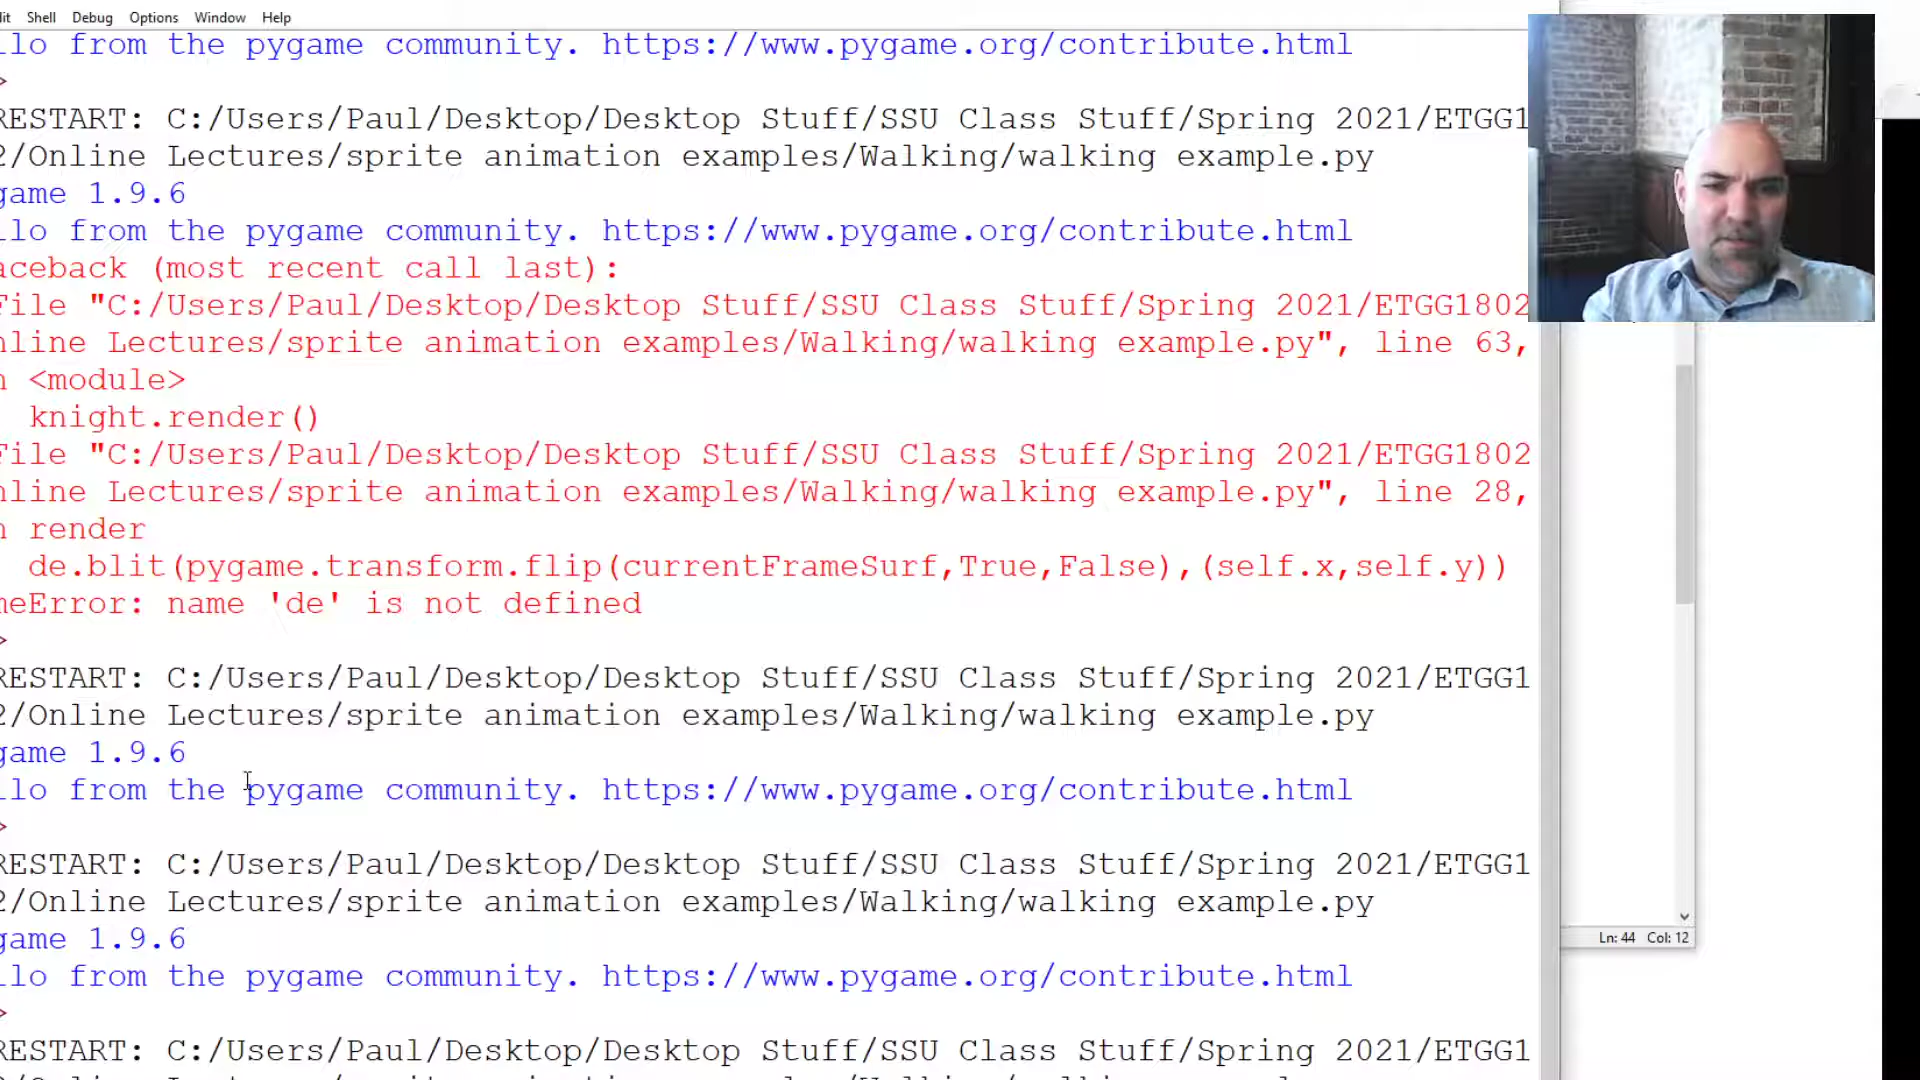 dit Shell Debug Options Window Help
llo from the pygame community. https://www.pygame.org/contribute.html
>
RESTART: C:/Users/Paul/Desktop/Desktop Stuff/SSU Class Stuff/Spring 2021/ETGG1
2/Online Lectures/sprite animation examples/Walking/walking example.py
game 1.9.6
llo from the pygame community. https://www.pygame.org/contribute.html
aceback (most recent call last):
File "C:/Users/Paul/Desktop/Desktop Stuff/SSU Class Stuff/Spring 2021/ETGG1802
nline Lectures/sprite animation examples/Walking/walking example.py", line 63,
n <module>
knight.render()
File "C:/Users/Paul/Desktop/Desktop Stuff/SSU Class Stuff/Spring 2021/ETGG1802
nline Lectures/sprite animation examples/Walking/walking example.py", line 28,
n render
de.blit(pygame.transform.flip(currentFrameSurf,True,False),(self.x,self.y))
meError: name 'de' is not defined
>
RESTART: C:/Users/Paul/Desktop/Desktop Stuff/SSU Class Stuff/Spring 2021/ETGG1
2/Online Lectures/sprite animation examples/Walking/walking example.py
game 1.9.6
llo from the pygame community. https://www.pygame.org/contribute.html
>
RESTART: C:/Users/Paul/Desktop/Desktop Stuff/SSU Class Stuff/Spring 2021/ETGG1
2/Online Lectures/sprite animation examples/Walking/walking example.py
game 1.9.6
Ln: 44 Col: 12
llo from the pygame community. https://www.pygame.org/contribute.html
>
RESTART: C:/Users/Paul/Desktop/Desktop Stuff/SSU Class Stuff/Spring 2021/ETGG1